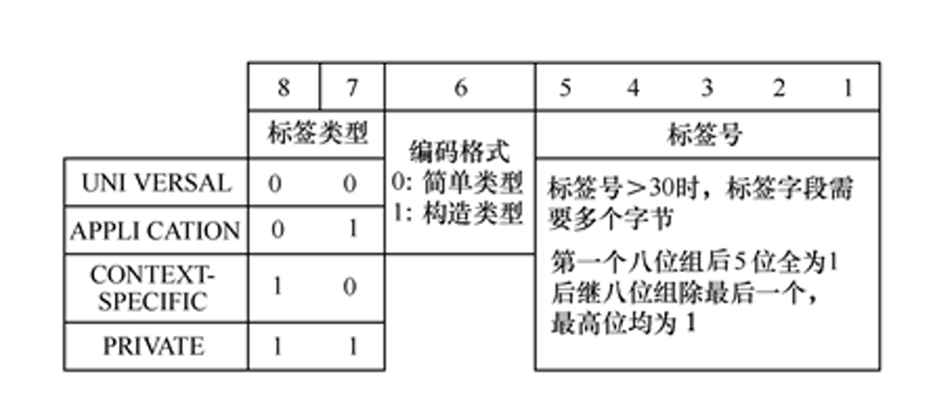 8 7 6 5 4 3 2 1
标签类型
编码格式
0: 简单类型
1: 构造类型
标签号
UNI VERSAL 0 0
APPLI CATION 0 1
CONTEXT-
SPECIFIC 1 0
PRIVATE 1 1
标签号>30时，标签字段需
要多个字节
第一个八位组后5位全为1
后继八位组除最后一个，
最高位均为1